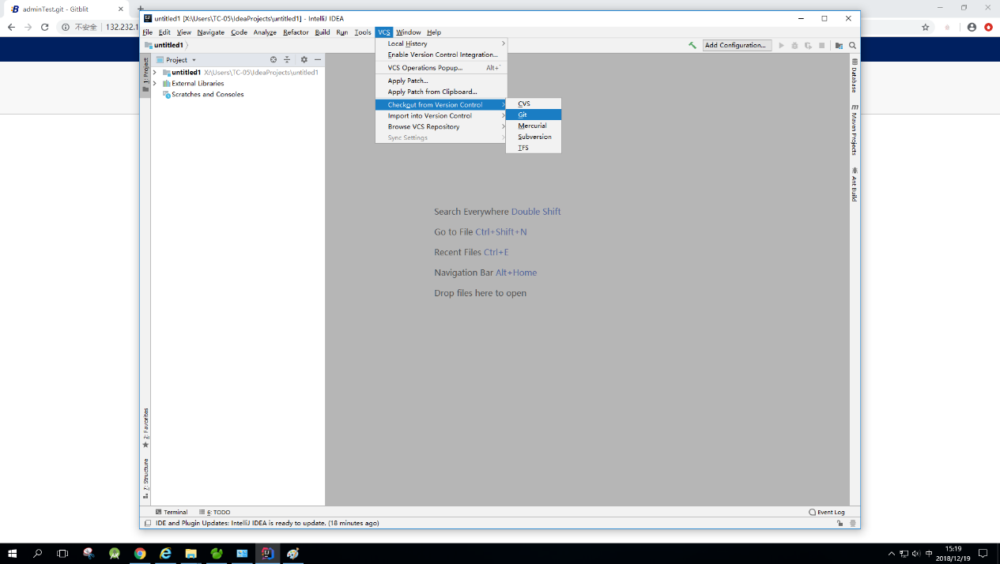 adminTest.git - Gitblit
不安全
132.232.1
untitled1 [X:\Users\TC-05\IdeaProjects\untitled1] - IntelliJ IDEA
File Edit View Navigate Code Analyze Refactor Build Run Tools VCS Window Help
untitled1
Add Configuration...
1: Project
Project
untitled1 X:\Users\TC-05\IdeaProjects\untitled1
External Libraries
Scratches and Consoles
Local History
Enable Version Control Integration...
VCS Operations Popup... Alt+`
Apply Patch...
Apply Patch from Clipboard...
Checkout from Version Control
Import into Version Control
Browse VCS Repository
Sync Settings
CVS
Git
Mercurial
Subversion
TFS
Search Everywhere Double Shift
Go to File Ctrl+Shift+N
Recent Files Ctrl+E
Navigation Bar Alt+Home
Drop files here to open
Database
Maven Projects
Ant Build
2: Favorites
7: Structure
Terminal
6: TODO
Event Log
IDE and Plugin Updates: IntelliJ IDEA is ready to update. (18 minutes ago)
中
15:19
2018/12/19